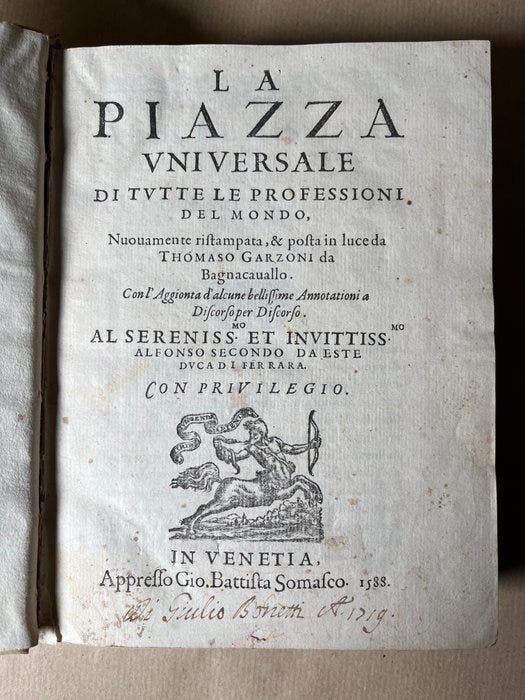 LA
PIAZZA
VNIVERSALE
DI TVTTE LE PROFESSIONI
DEL MONDO,
Nuouamente ristampata, & posta in luce da
THOMASO GARZONI da
Bagnacauallo.
Con l'Aggionta d'alcune bellissime Annotationi a
Discorso per Discorso.
AL SERENISS.MO ET INVITTISS.MO
ALFONSO SECONDO DA ESTE
DVCA DI FERRARA.
CON PRIVILEGIO.
IN VENETIA,
Appresso Gio. Battista Somasco. 1588.
Di Giulio A. 1719.